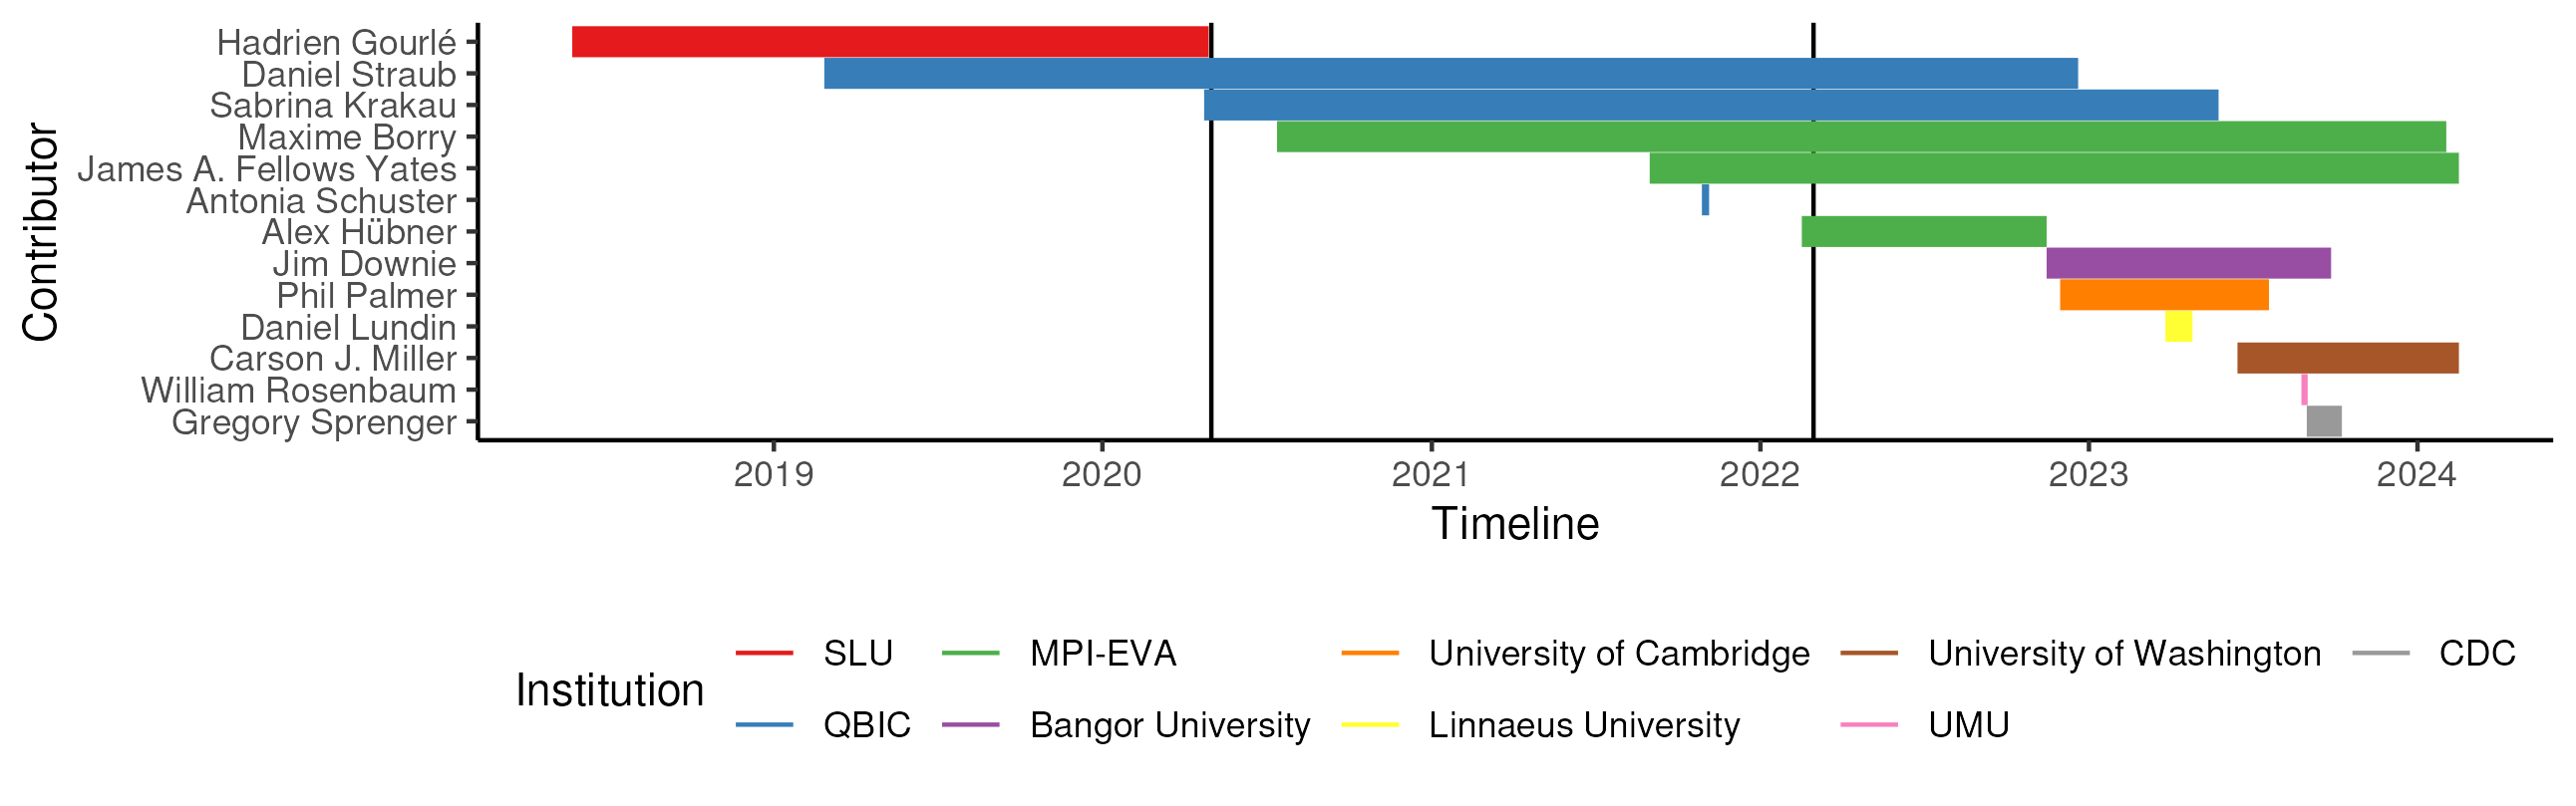 Contributor
Hadrien Gourlé
Daniel Straub
Sabrina Krakau
Maxime Borry
James A. Fellows Yates
Antonia Schuster
Alex Hübner
Jim Downie
Phil Palmer
Daniel Lundin
Carson J. Miller
William Rosenbaum
Gregory Sprenger
2019 2020 2021 2022 2023 2024
Timeline
Institution
SLU MPI-EVA University of Cambridge University of Washington CDC
QBIC Bangor University Linnaeus University UMU